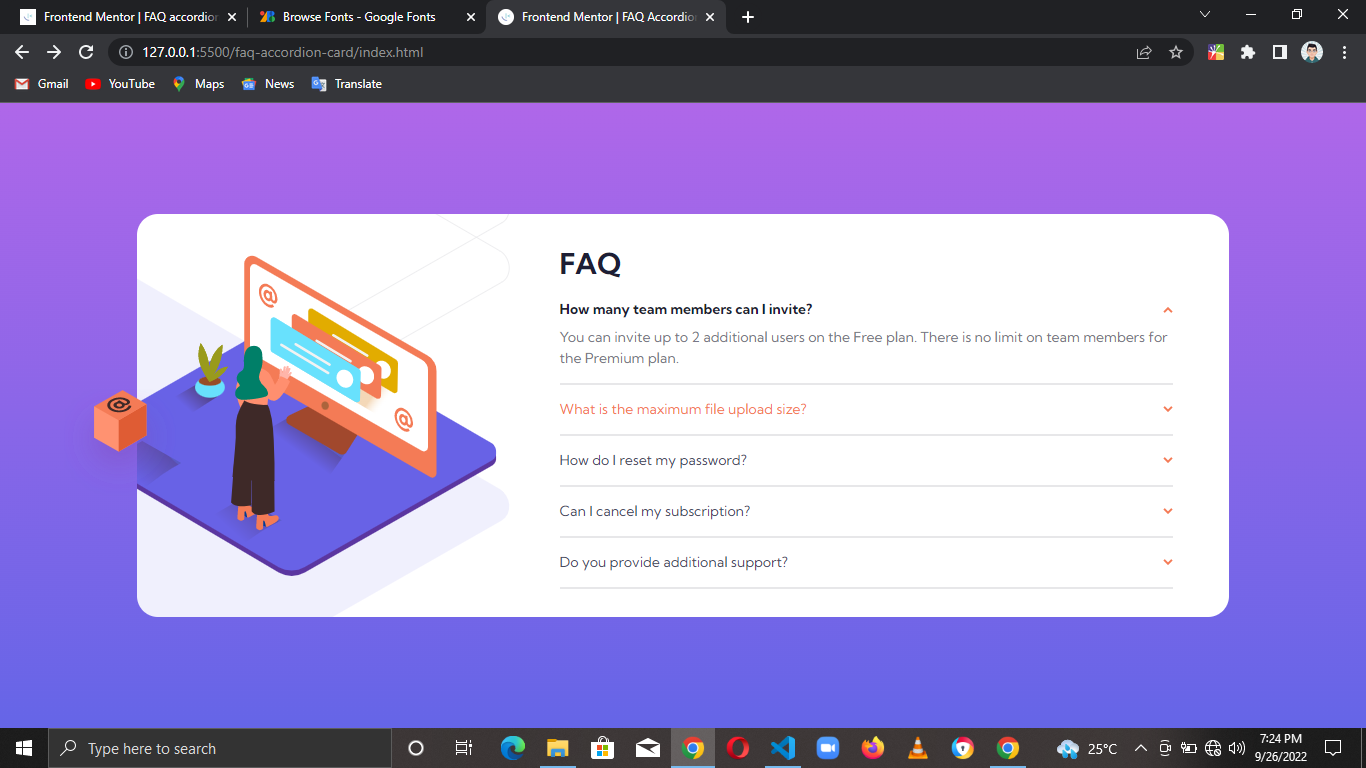 Frontend Mentor | FAQ accordion
Browse Fonts - Google Fonts
Frontend Mentor | FAQ Accordio
127.0.0.1:5500/faq-accordion-card/index.html
Gmail
YouTube
Maps
News
Translate
FAQ
How many team members can I invite?
You can invite up to 2 additional users on the Free plan. There is no limit on team members for
the Premium plan.
What is the maximum file upload size?
How do I reset my password?
Can I cancel my subscription?
Do you provide additional support?
@
@
@
Type here to search
25°C
7:24 PM
9/26/2022